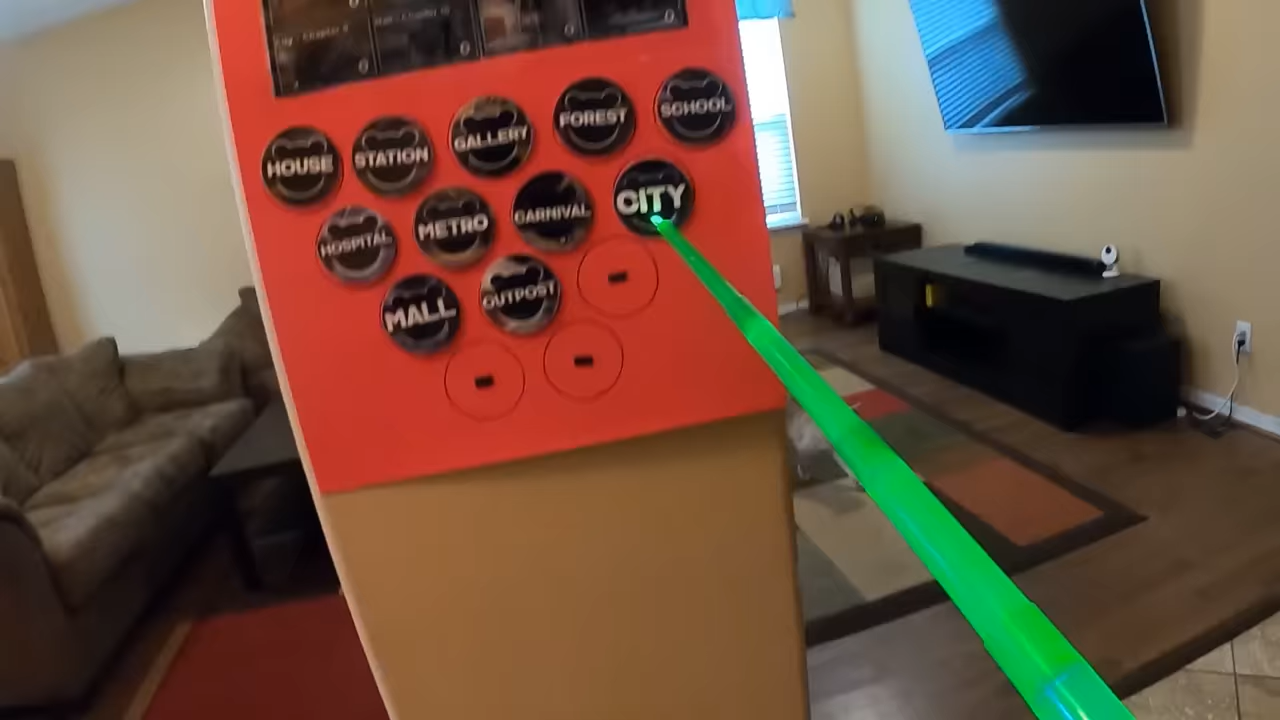 HOUSE
STATION
GALLERY
FOREST
SCHOOL
HOSPITAL
METRO
CARNIVAL
CITY
MALL
OUTPOST
-
-
-